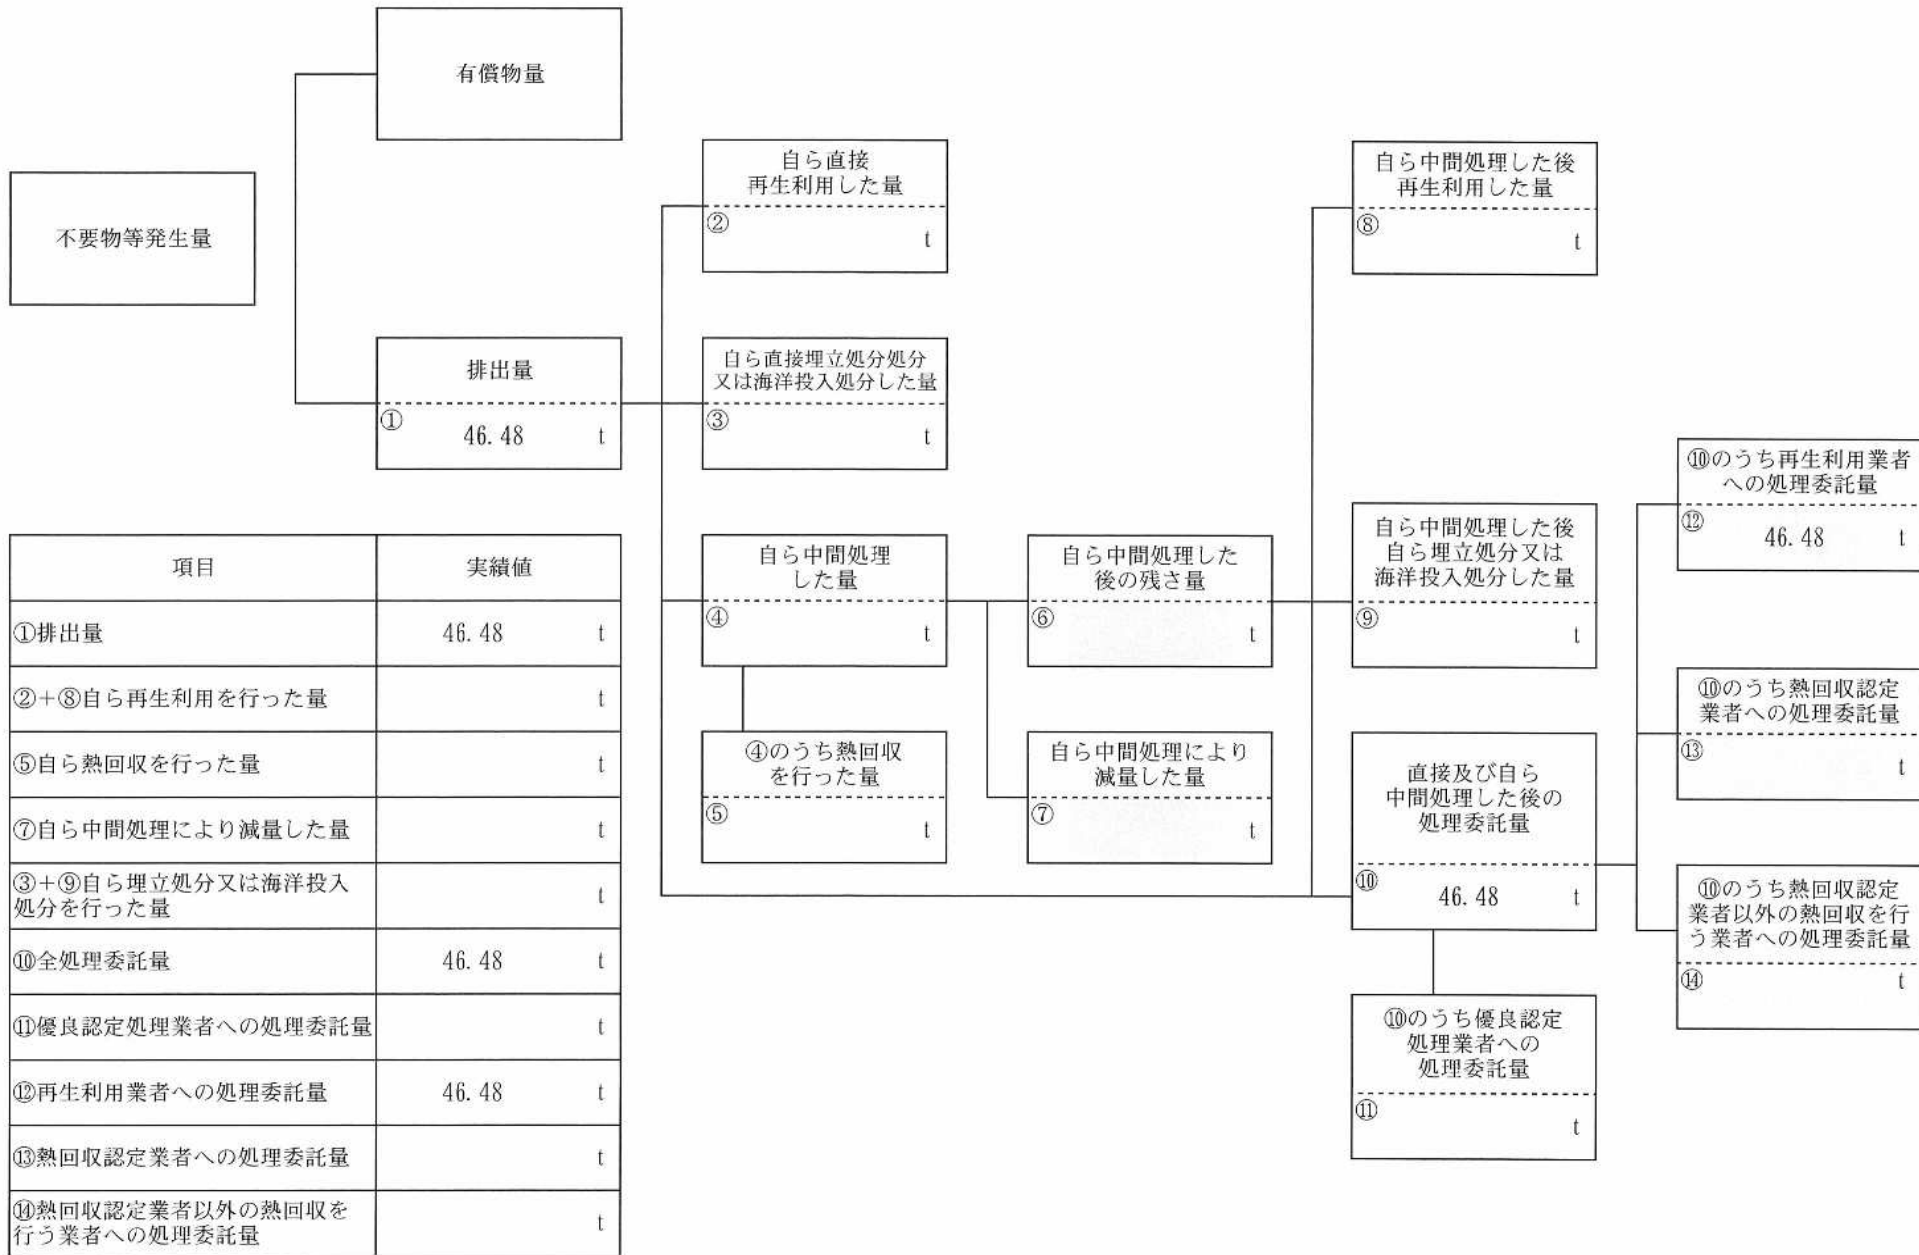 有償物量
不要物等発生量
排出量
① 46.48 t
自ら直接
再生利用した量
② t
自ら直接埋立処分処分
又は海洋投入処分した量
③ t
自ら中間処理
した量
④ t
④のうち熱回収
を行った量
⑤ t
自ら中間処理した
後の残さ量
⑥ t
自ら中間処理により
減量した量
⑦ t
自ら中間処理した後
再生利用した量
⑧ t
自ら中間処理した後
自ら埋立処分又は
海洋投入処分した量
⑨ t
直接及び自ら
中間処理した後の
処理委託量
⑩ 46.48 t
⑩のうち優良認定
処理業者への
処理委託量
⑪ t
⑩のうち再生利用業者
への処理委託量
⑫ 46.48 t
⑩のうち熱回収認定
業者への処理委託量
⑬ t
⑩のうち熱回収認定
業者以外の熱回収を行
う業者への処理委託量
⑭ t
項目 実績値
①排出量 46.48 t
②+⑧自ら再生利用を行った量 t
⑤自ら熱回収を行った量 t
⑦自ら中間処理により減量した量 t
③+⑨自ら埋立処分又は海洋投入
処分を行った量 t
⑩全処理委託量 46.48 t
⑪優良認定処理業者への処理委託量 t
⑫再生利用業者への処理委託量 46.48 t
⑬熱回収認定業者への処理委託量 t
⑭熱回収認定業者以外の熱回収を
行う業者への処理委託量 t